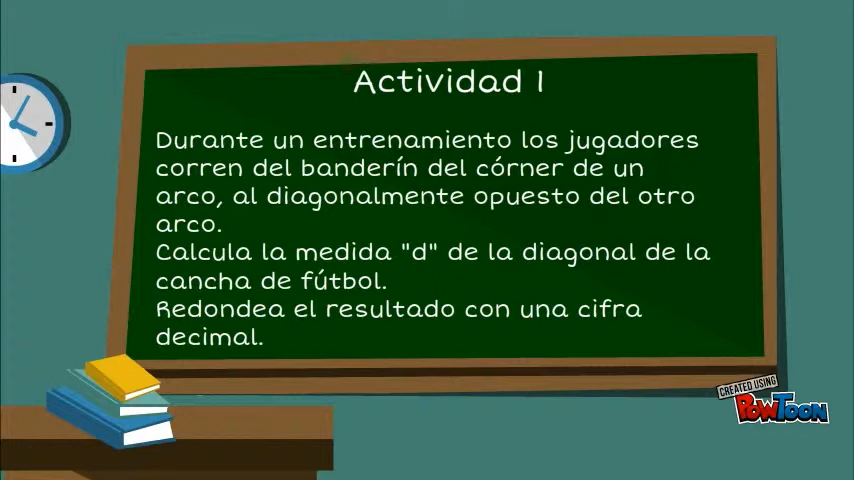 Actividad 1
Durante un entrenamiento los jugadores
corren del banderín del córner de un
arco, al diagonalmente opuesto del otro
arco.
Calcula la medida "d" de la diagonal de la
cancha de fútbol.
Redondea el resultado con una cifra
decimal.
CREATED USING
POWTOON